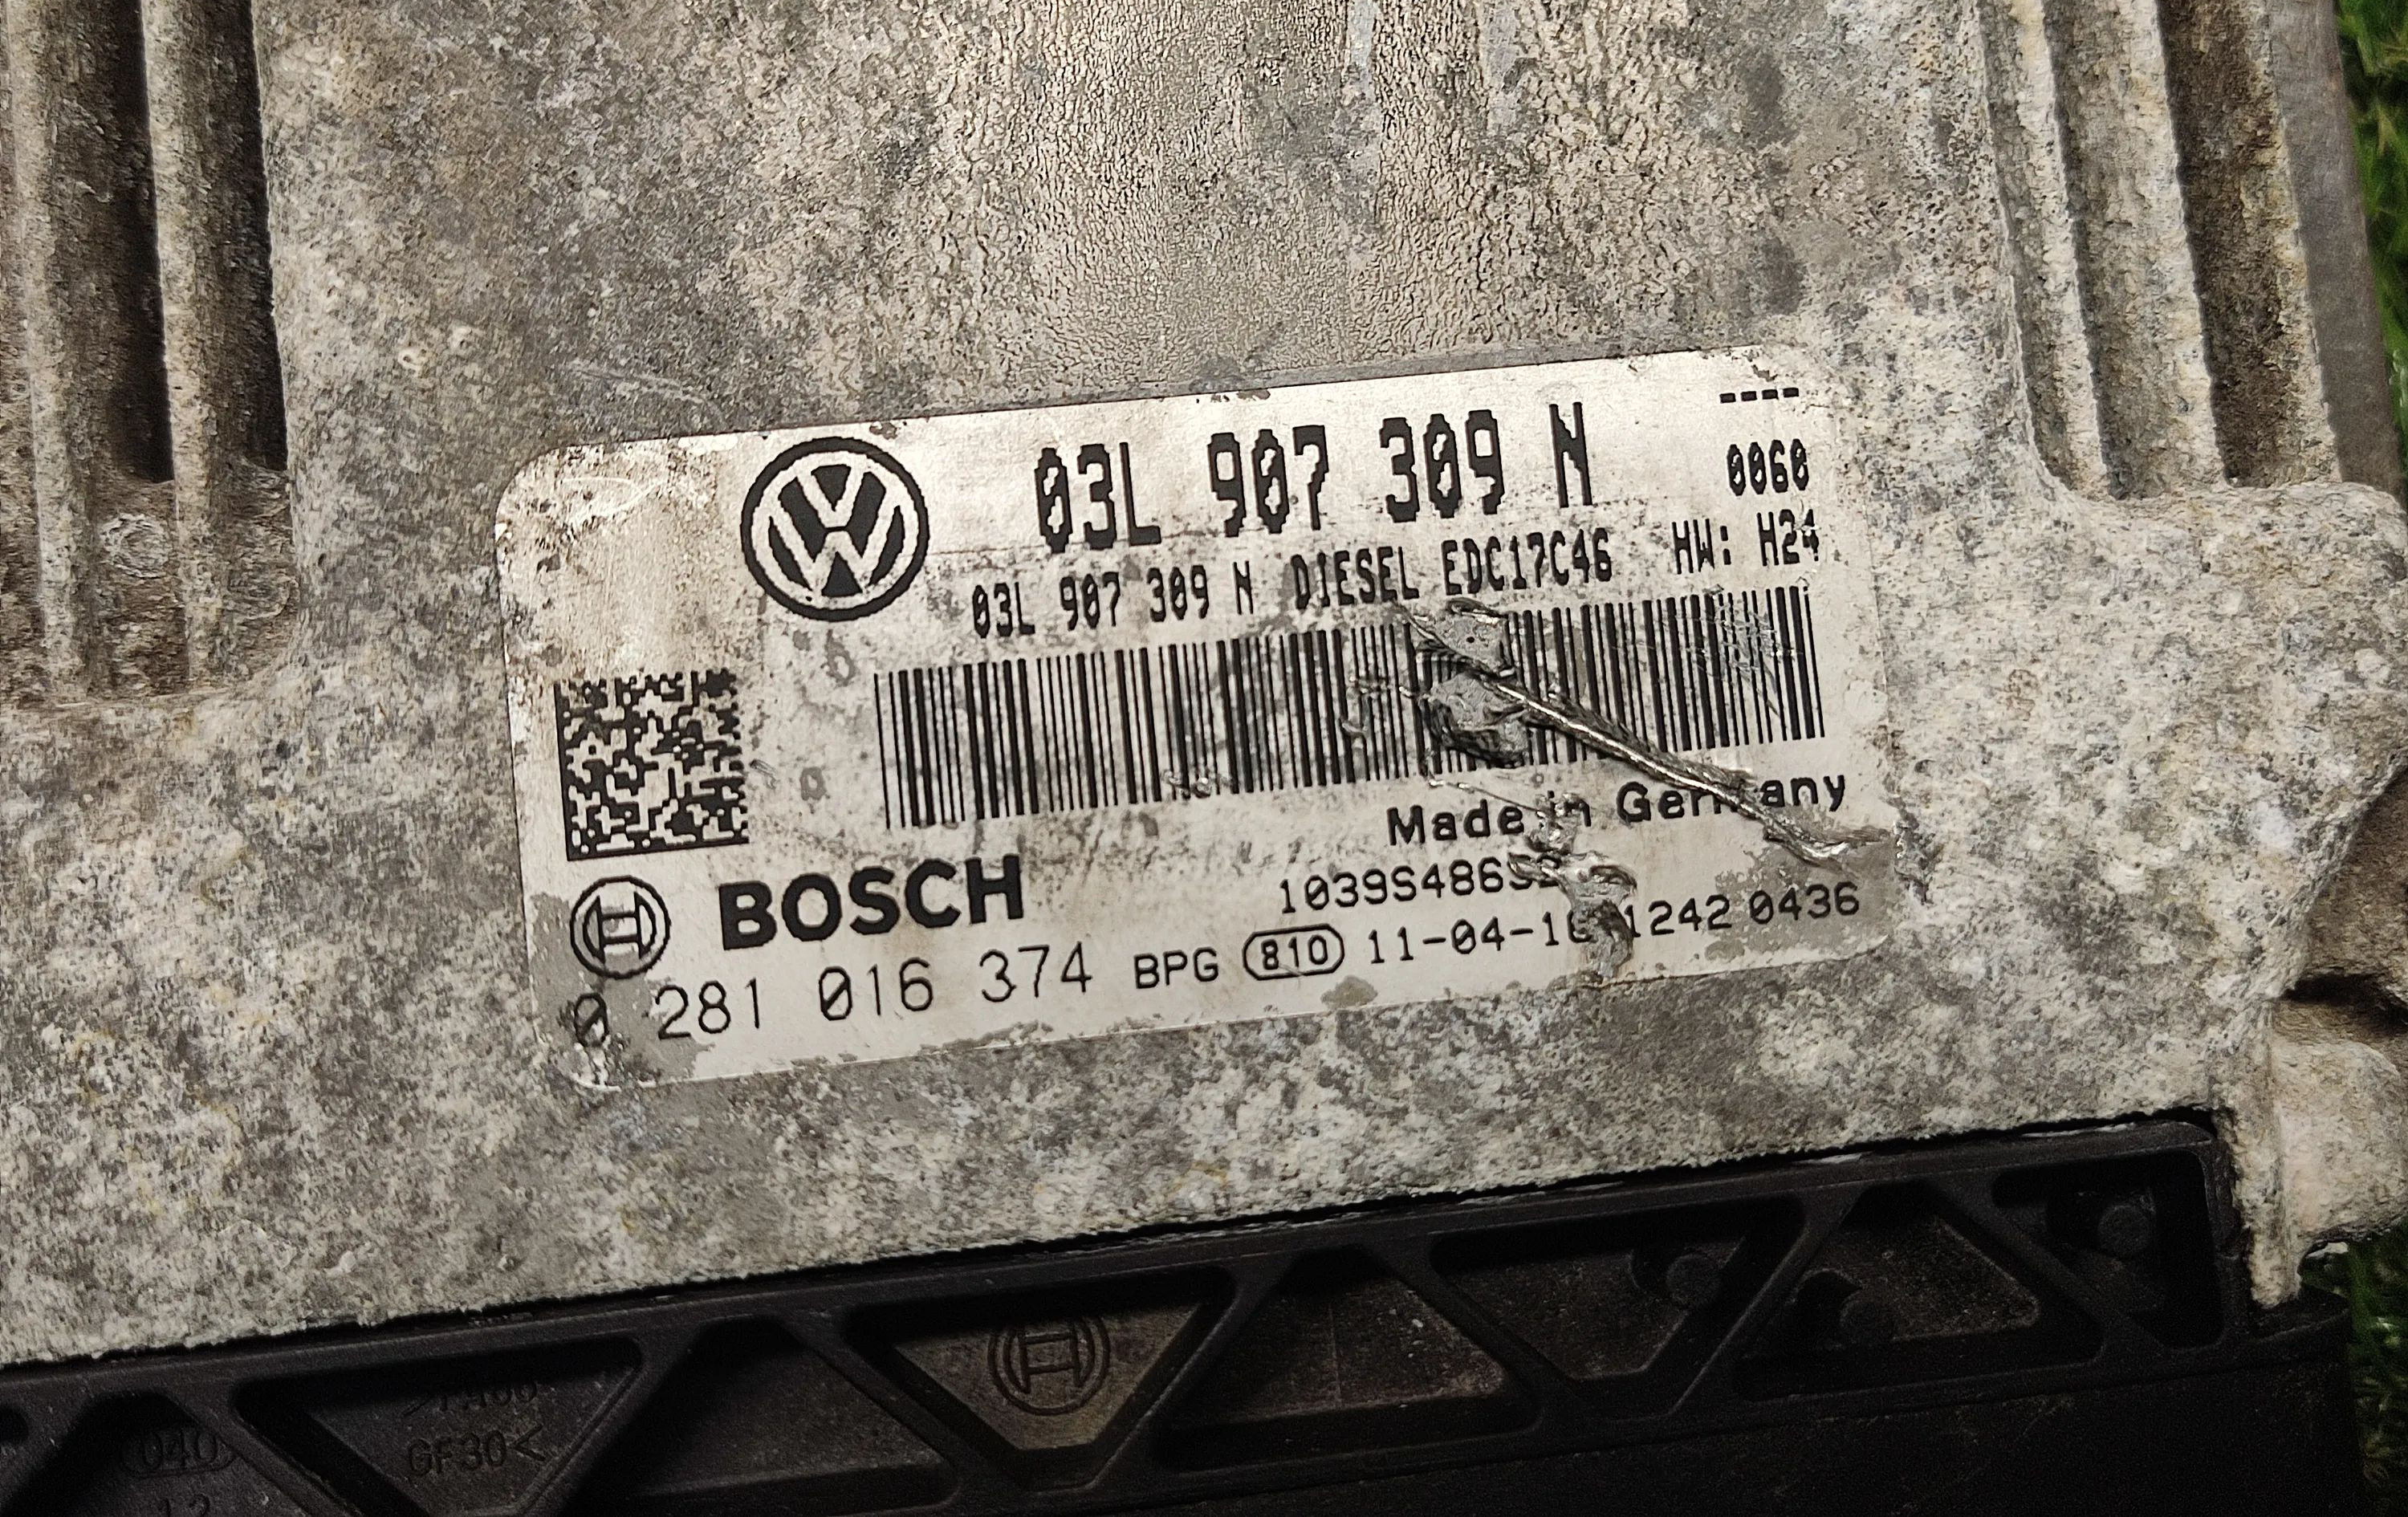 ----
03L 907 309 N
0060
03L 907 309 N DIESEL EDC17C46 HW: H24
Made in Germany
BOSCH
0 281 016 374 BPG 810 11-04-1 1242 0436
GF30<
040